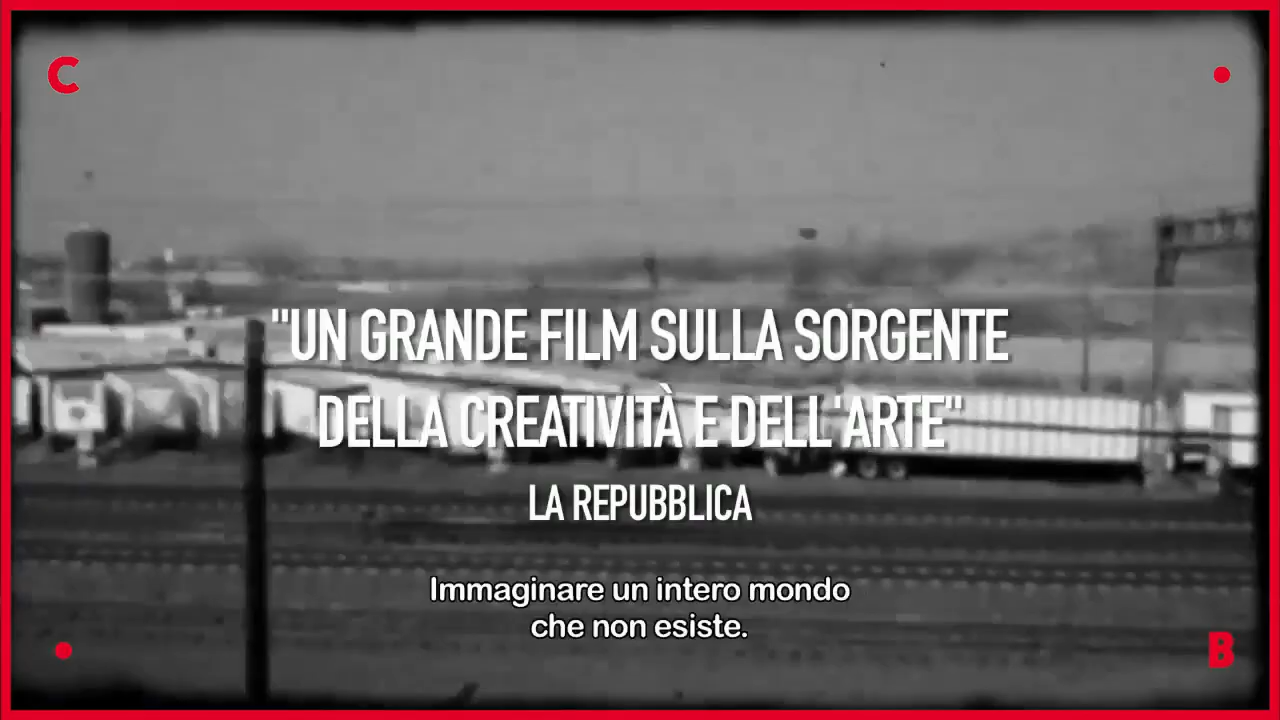 C
"UN GRANDE FILM SULLA SORGENTE
DELLA CREATIVITÀ E DELL'ARTE"
LA REPUBBLICA
Immaginare un intero mondo
che non esiste.
B